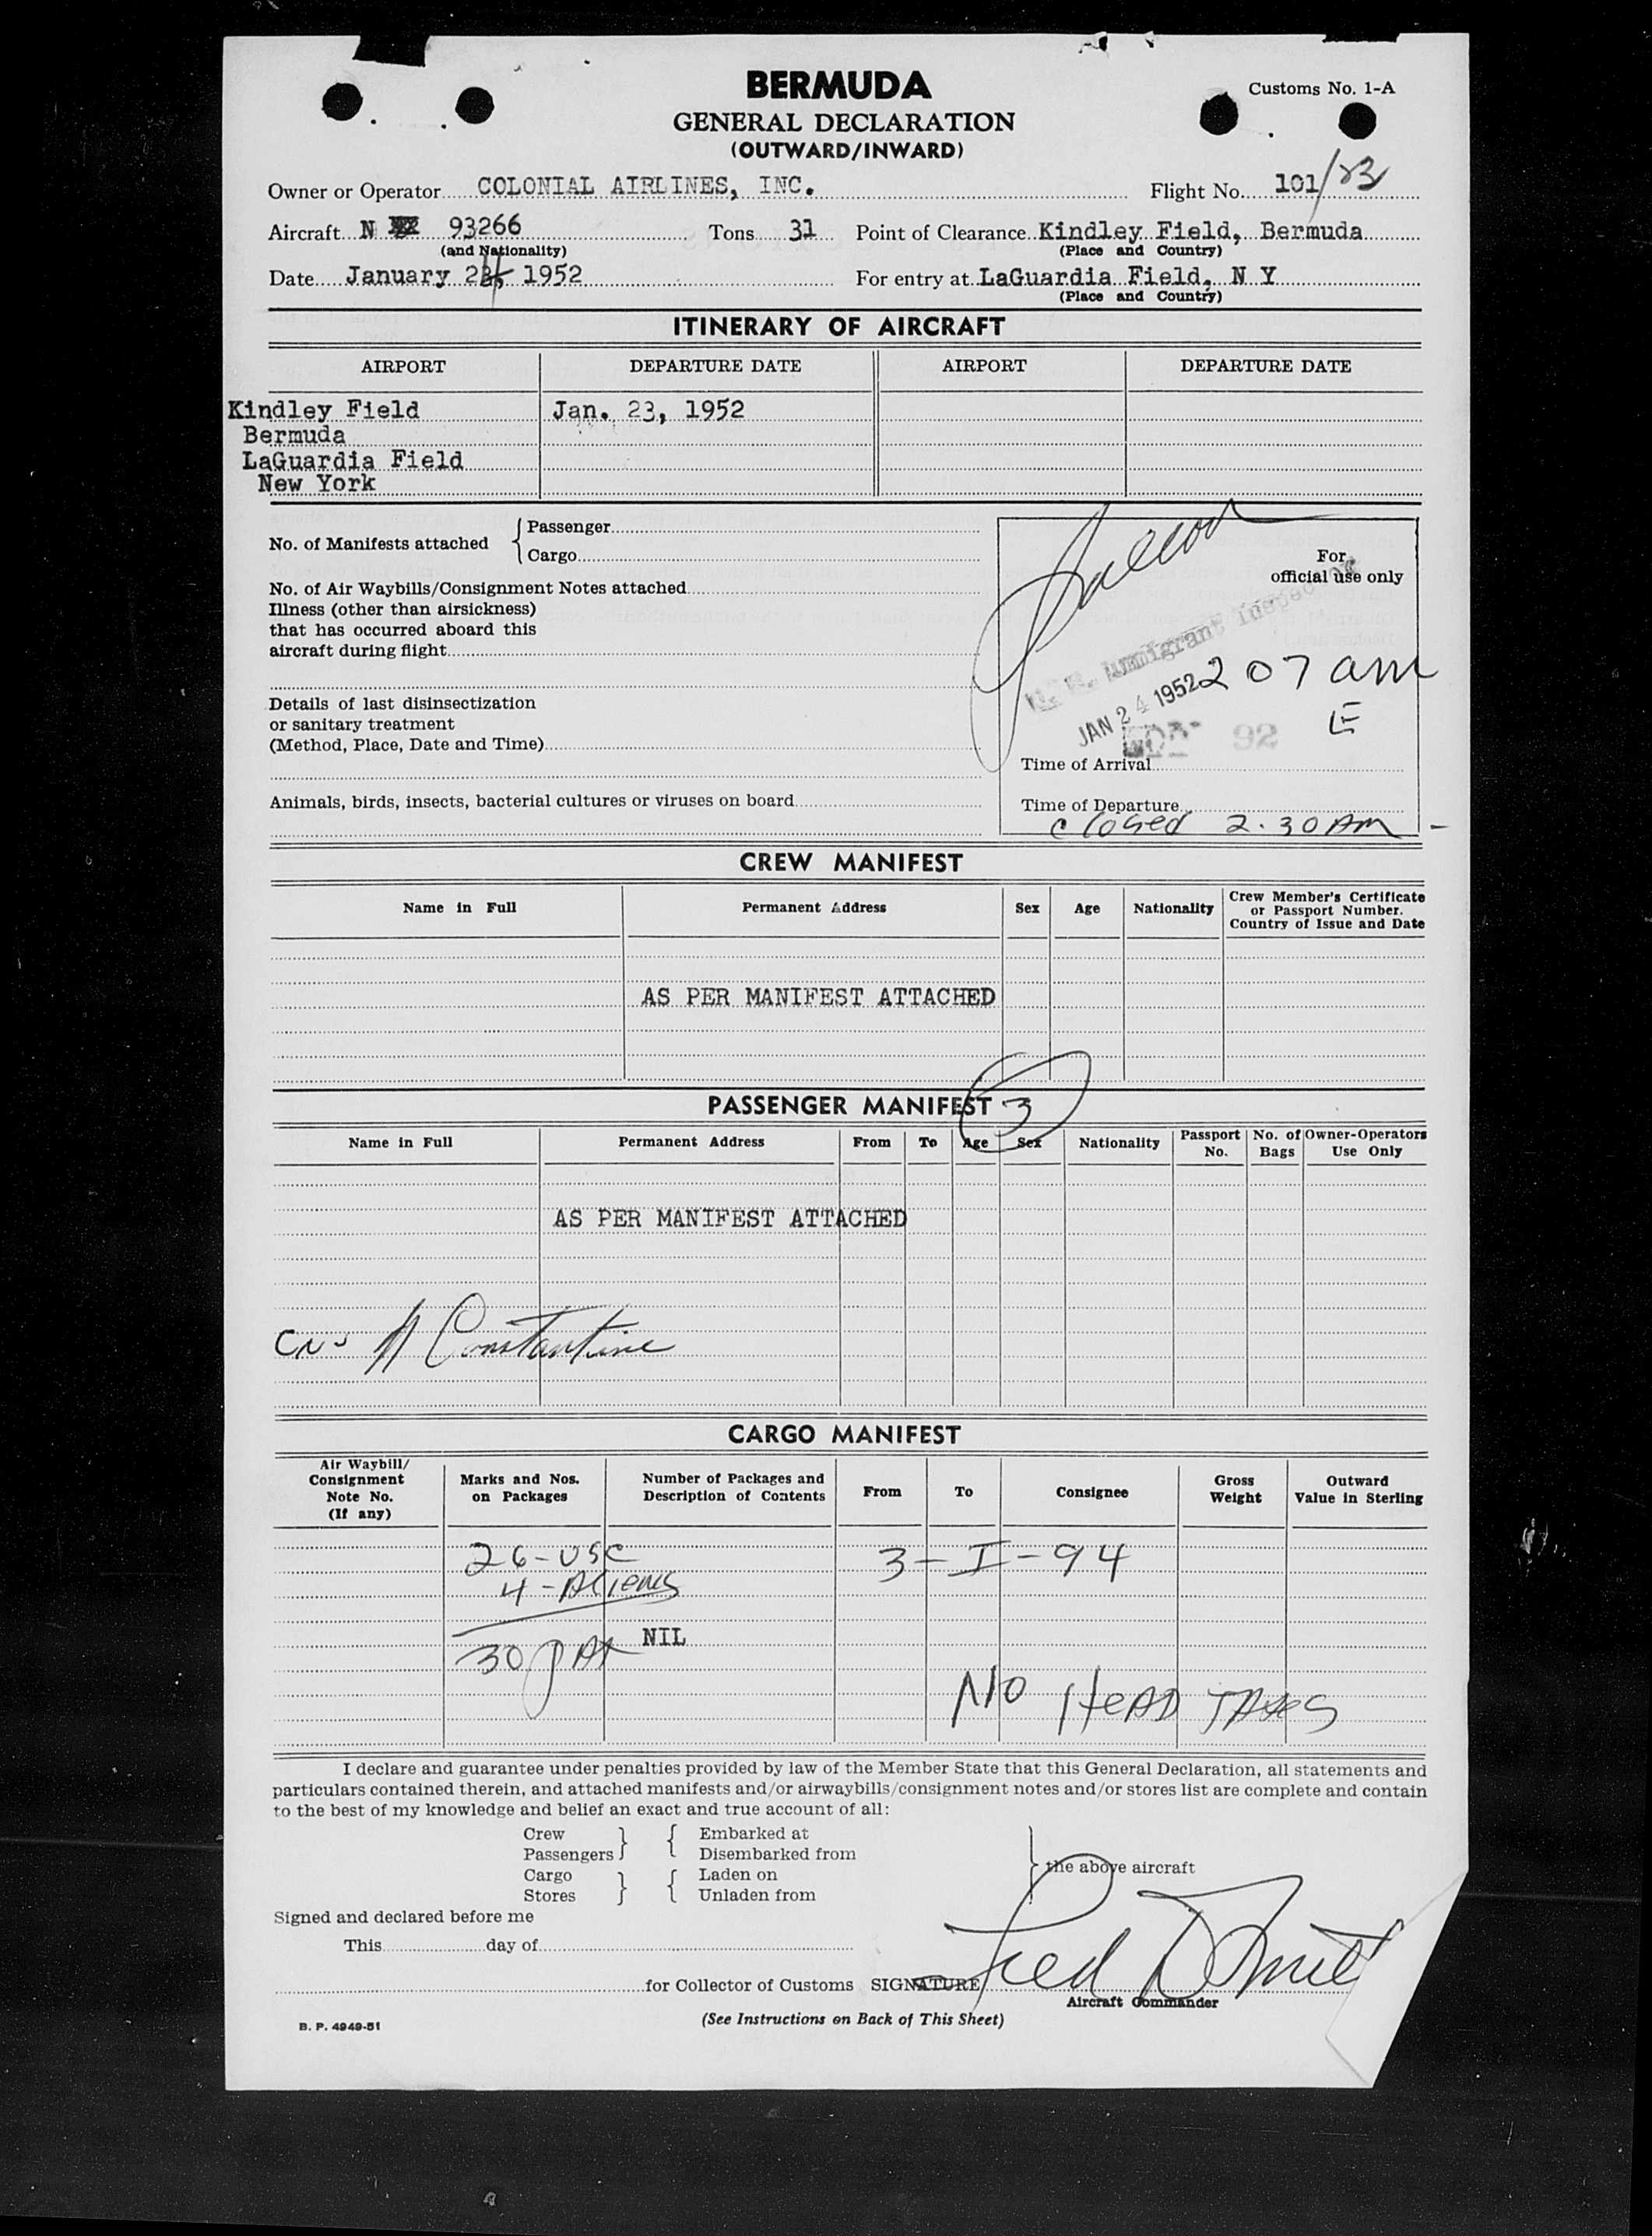 BERMUDA
Customs No. 1-A
GENERAL DECLARATION
(OUTWARD/INWARD)
Owner or Operator COLONIAL AIRLINES, INC. Flight No. 101/23
Aircraft N 93266 Tons 31 Point of Clearance Kindley Field, Bermuda
(and Nationality) (Place and Country)
Date January 24, 1952 For entry at LaGuardia Field, N Y
(Place and Country)
ITINERARY OF AIRCRAFT
AIRPORT DEPARTURE DATE AIRPORT DEPARTURE DATE
Kindley Field Jan. 23, 1952
Bermuda
LaGuardia Field
New York
No. of Manifests attached { Passenger
Cargo
No. of Air Waybills/Consignment Notes attached
Illness (other than airsickness)
that has occurred aboard this
aircraft during flight
Details of last disinsectization
or sanitary treatment
(Method, Place, Date and Time)
Animals, birds, insects, bacterial cultures or viruses on board
For
official use only
U. S. Immigrant Inspector
JAN 24 1952 2 07 am
92 E
Time of Arrival
Time of Departure
closed 2.30 AM -
CREW MANIFEST
Name in Full Permanent Address Sex Age Nationality Crew Member's Certificate
or Passport Number.
Country of Issue and Date
AS PER MANIFEST ATTACHED
PASSENGER MANIFEST 3
Name in Full Permanent Address From To Age Sex Nationality Passport No. No. of Bags Owner-Operators Use Only
AS PER MANIFEST ATTACHED
Constantine
CARGO MANIFEST
Air Waybill/
Consignment
Note No.
(If any)
Marks and Nos.
on Packages
Number of Packages and
Description of Contents
From To Consignee Gross
Weight
Outward
Value in Sterling
26-USC 3-I-94
4-Aliens
30 PAX NIL
NO HEAD TAXES
I declare and guarantee under penalties provided by law of the Member State that this General Declaration, all statements and
particulars contained therein, and attached manifests and/or airwaybills/consignment notes and/or stores list are complete and contain
to the best of my knowledge and belief an exact and true account of all:
Crew } { Embarked at
Passengers Disembarked from } the above aircraft
Cargo } { Laden on
Stores Unladen from
Signed and declared before me
This day of
for Collector of Customs SIGNATURE Fred D Smith
Aircraft Commander
(See Instructions on Back of This Sheet)
B. P. 4949-51